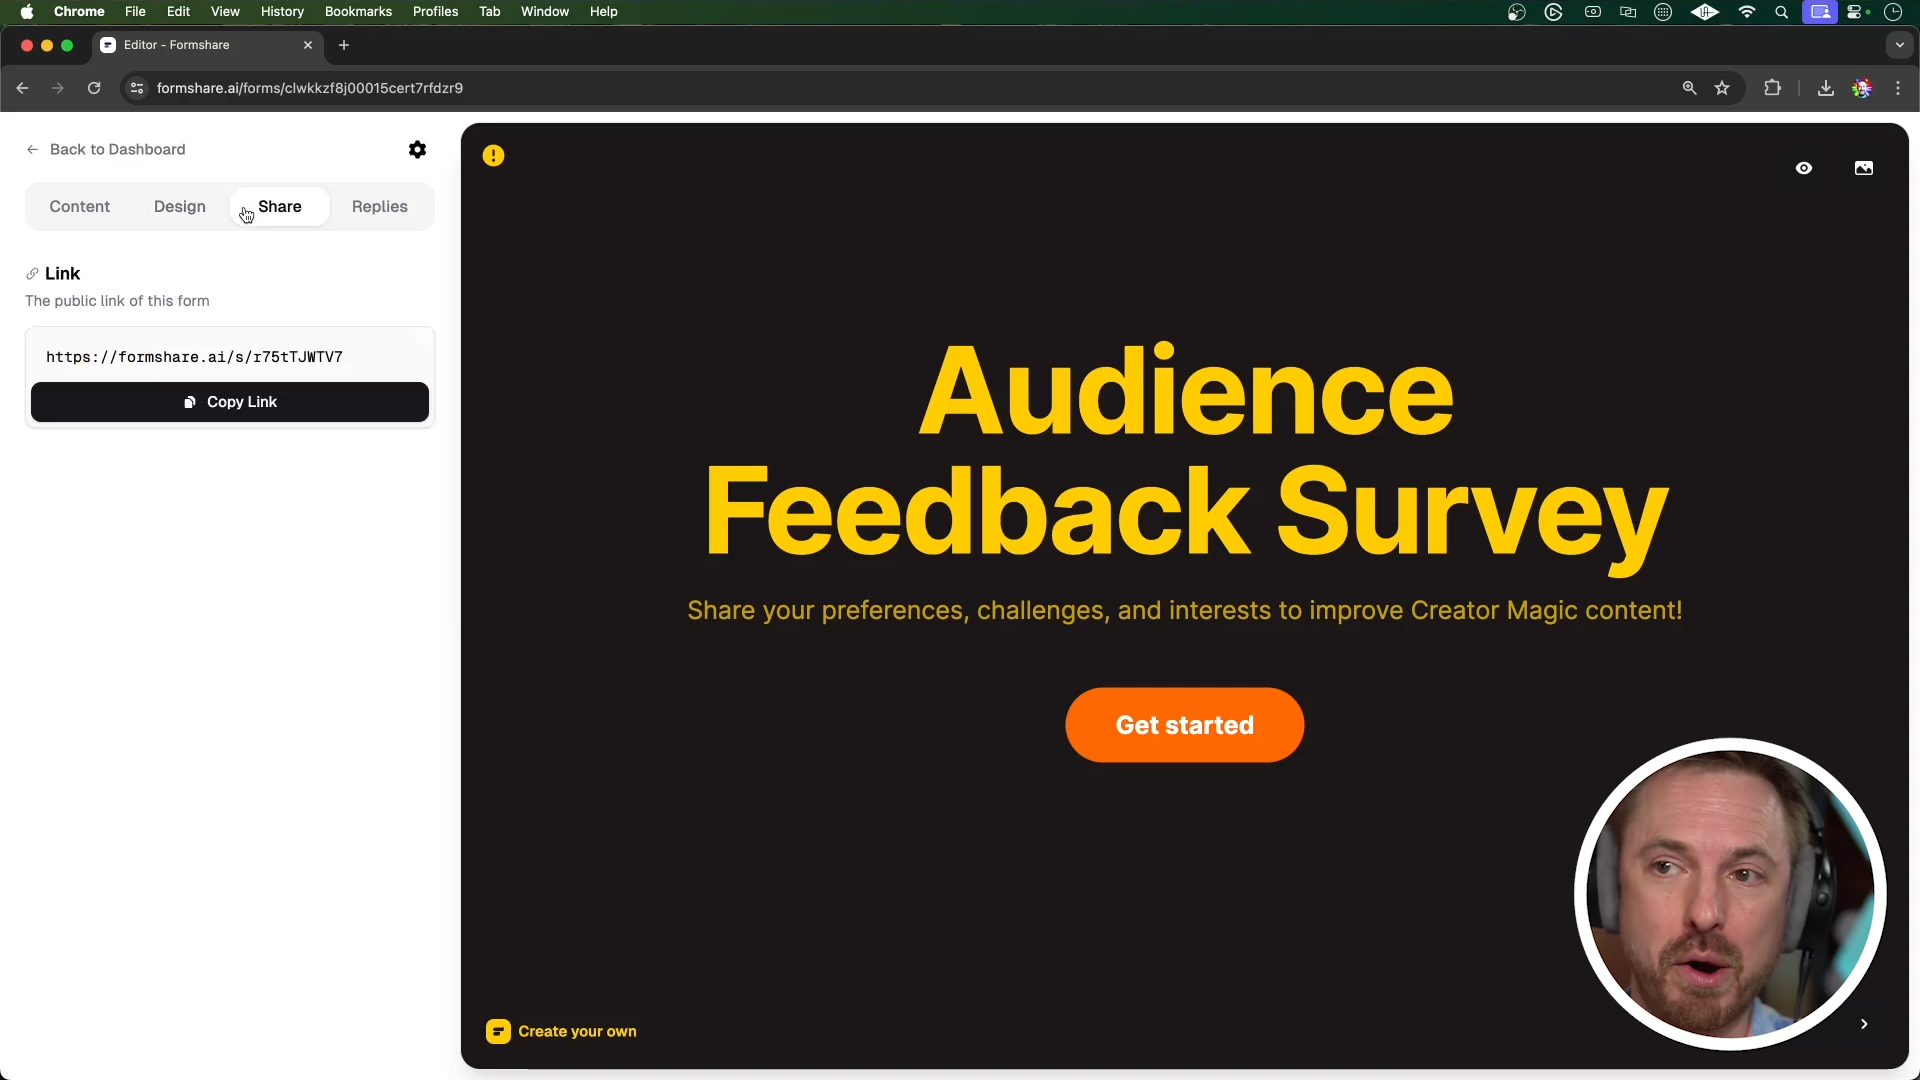 Chrome File Edit View History Bookmarks Profiles Tab Window Help
Editor - Formshare
formshare.ai/forms/clwkkzf8j00015cert7rfdzr9
Back to Dashboard
Content Design Share Replies
Link
The public link of this form
https://formshare.ai/s/r75tTJWTV7
Copy Link
Audience
Feedback Survey
Share your preferences, challenges, and interests to improve Creator Magic content!
Get started
Create your own